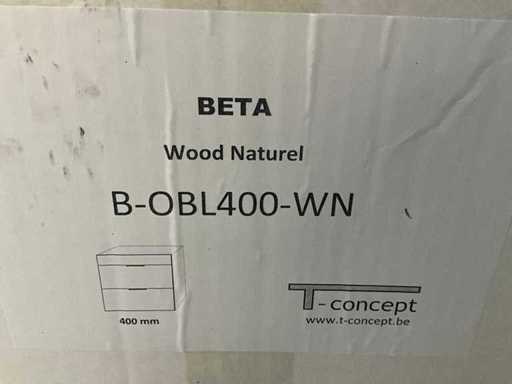 BETA
Wood Naturel
B-OBL400-WN
400 mm
T-concept
www.t-concept.be